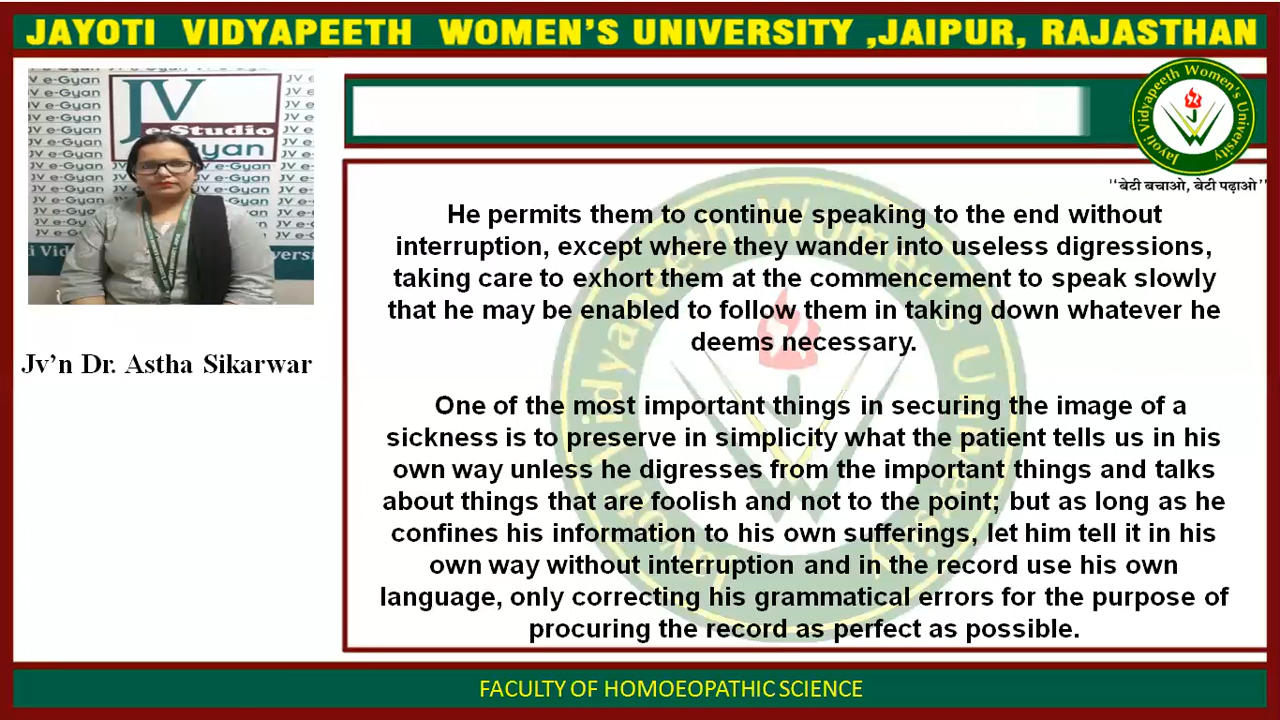 JAYOTI VIDYAPEETH WOMEN'S UNIVERSITY ,JAIPUR, RAJASTHAN
JV
e-Studio
Gyan
JV e-Gyan
Jayoti Vidyapeeth Women's University
"बेटी बचाओ, बेटी पढ़ाओ"
He permits them to continue speaking to the end without
interruption, except where they wander into useless digressions,
taking care to exhort them at the commencement to speak slowly
that he may be enabled to follow them in taking down whatever he
deems necessary.
Jv'n Dr. Astha Sikarwar
One of the most important things in securing the image of a
sickness is to preserve in simplicity what the patient tells us in his
own way unless he digresses from the important things and talks
about things that are foolish and not to the point; but as long as he
confines his information to his own sufferings, let him tell it in his
own way without interruption and in the record use his own
language, only correcting his grammatical errors for the purpose of
procuring the record as perfect as possible.
FACULTY OF HOMOEOPATHIC SCIENCE